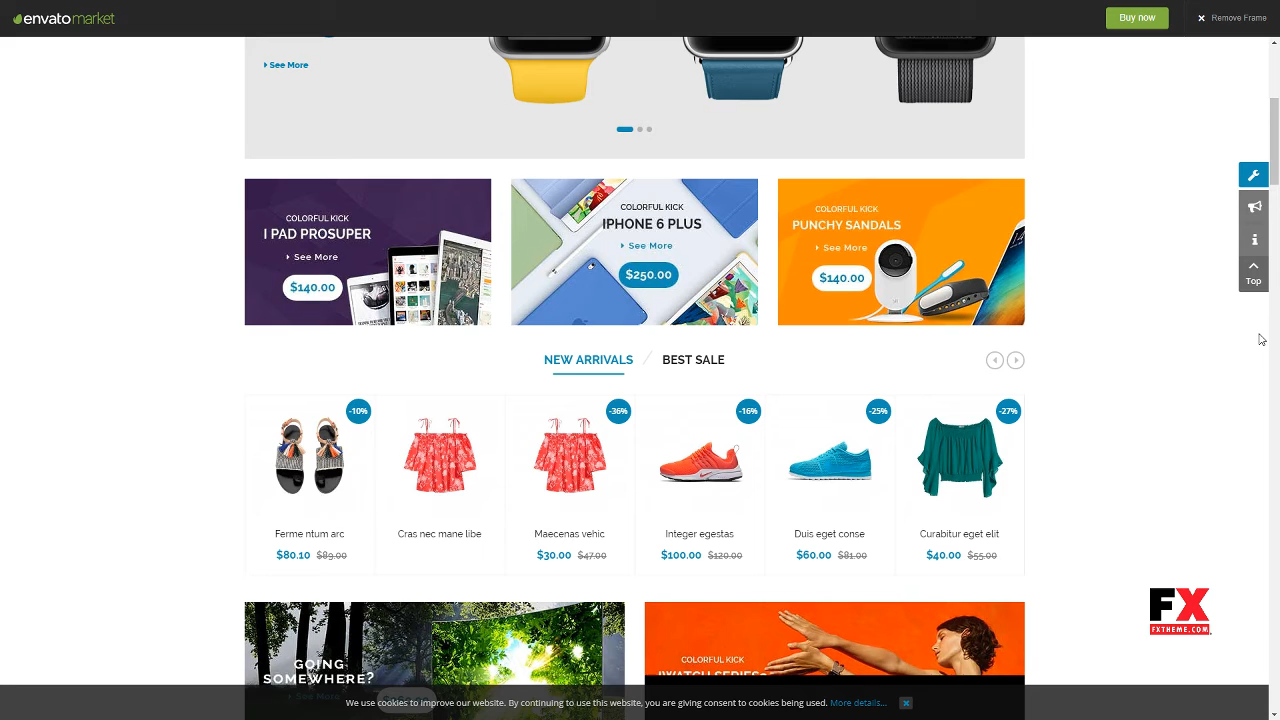 envatomarket
Buy now
Remove Frame
See More
COLORFUL KICK
I PAD PROSUPER
See More
$140.00
COLORFUL KICK
IPHONE 6 PLUS
See More
$250.00
COLORFUL KICK
PUNCHY SANDALS
See More
$140.00
Top
NEW ARRIVALS / BEST SALE
-10%
-36%
-16%
-25%
-27%
Ferme ntum arc
$80.10 $89.00
Cras nec mane libe
Maecenas vehic
$30.00 $47.00
Integer egestas
$100.00 $120.00
Duis eget conse
$60.00 $81.00
Curabitur eget elit
$40.00 $55.00
FX
FXTHEME.COM
GOING
SOMEWHERE?
See More
COLORFUL KICK
We use cookies to improve our website. By continuing to use this website, you are giving consent to cookies being used. More details...